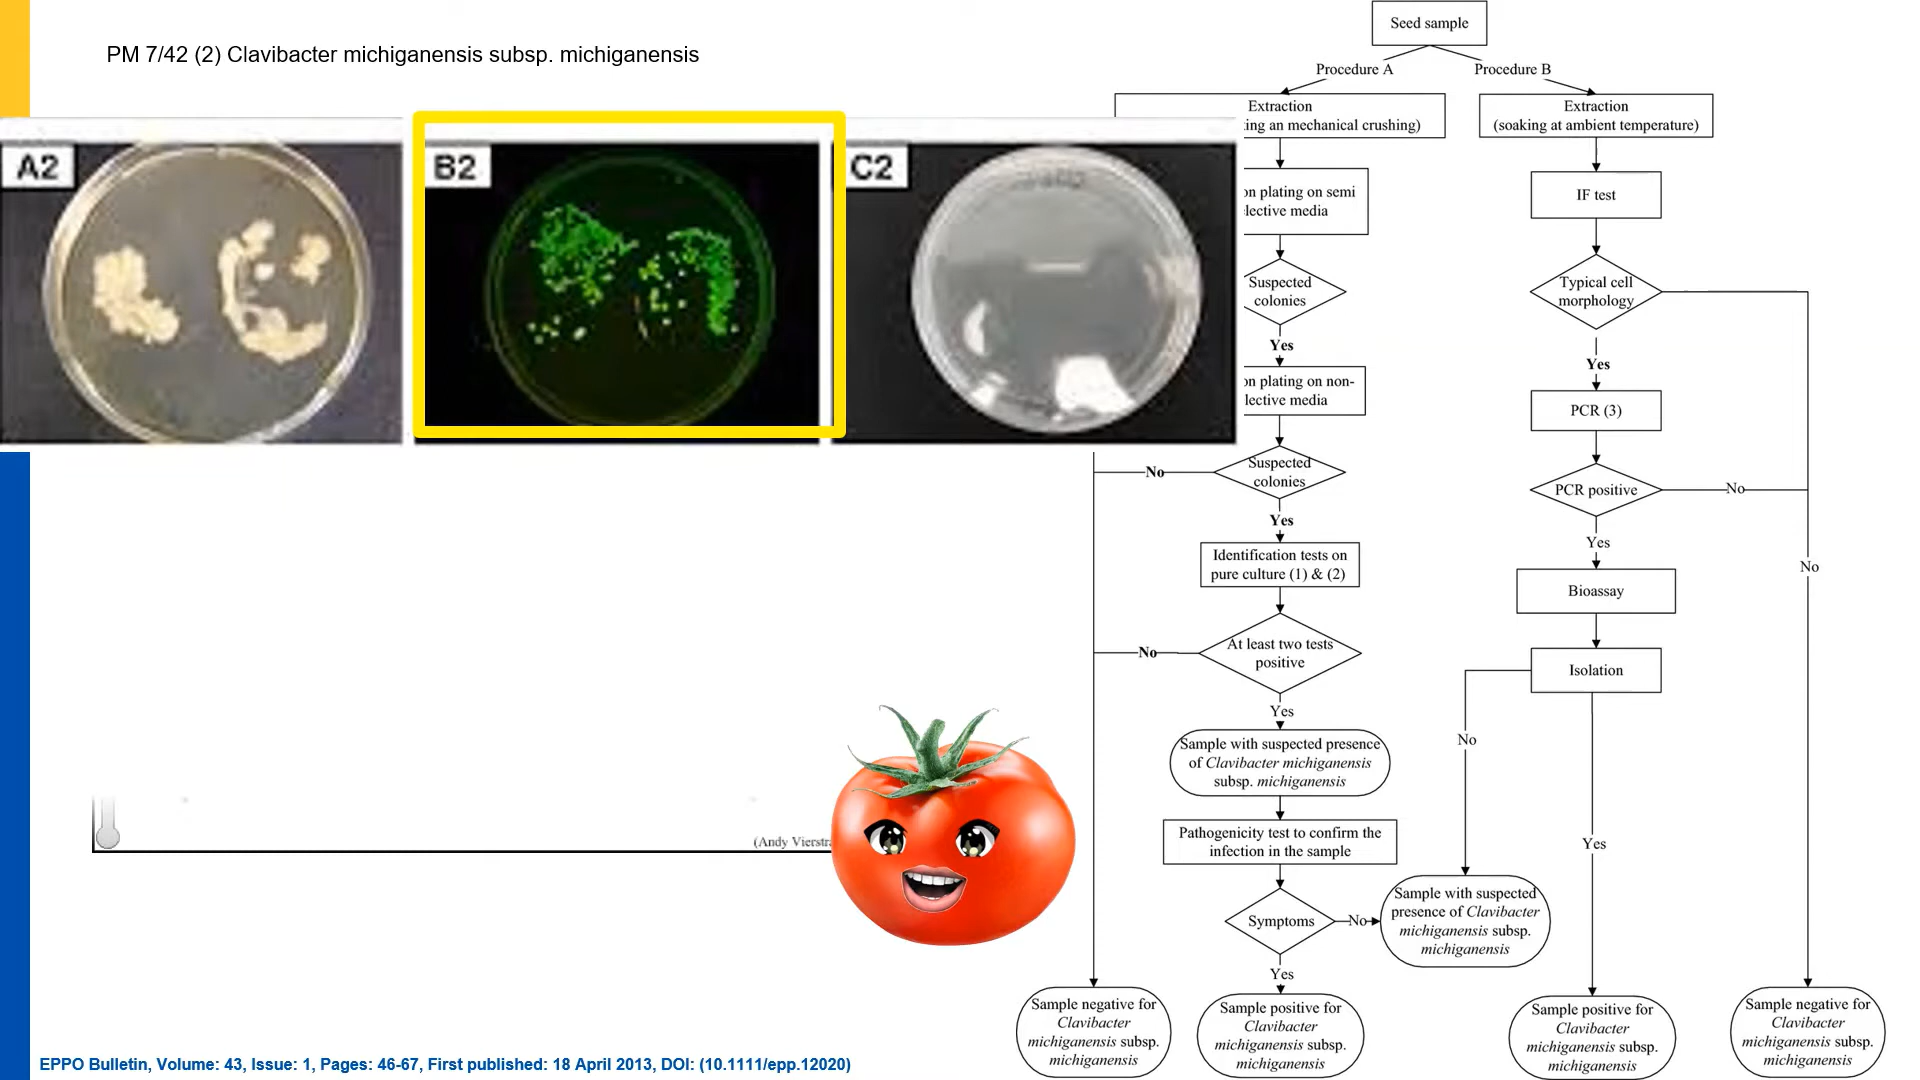 PM 7/42 (2) Clavibacter michiganensis subsp. michiganensis
A2
B2
C2
Seed sample
Procedure A
Procedure B
Extraction
an mechanical crushing)
Extraction
(soaking at ambient temperature)
plating on semi
media
Suspected
colonies
Yes
plating on non-
media
Suspected
colonies
No
Yes
Identification tests on
pure culture (1) & (2)
At least two tests
positive
No
Yes
Sample with suspected presence
of Clavibacter michiganensis
subsp. michiganensis
Pathogenicity test to confirm the
infection in the sample
Symptoms
No
Yes
Sample negative for
Clavibacter
michiganensis subsp.
michiganensis
Sample positive for
Clavibacter
michiganensis subsp.
michiganensis
IF test
Typical cell
morphology
Yes
PCR (3)
PCR positive
No
Yes
Bioassay
Isolation
No
Yes
No
Sample with suspected
presence of Clavibacter
michiganensis subsp.
michiganensis
Sample positive for
Clavibacter
michiganensis subsp.
michiganensis
Sample negative for
Clavibacter
michiganensis subsp.
michiganensis
(Andy
EPPO Bulletin, Volume: 43, Issue: 1, Pages: 46-67, First published: 18 April 2013, DOI: (10.1111/epp.12020)